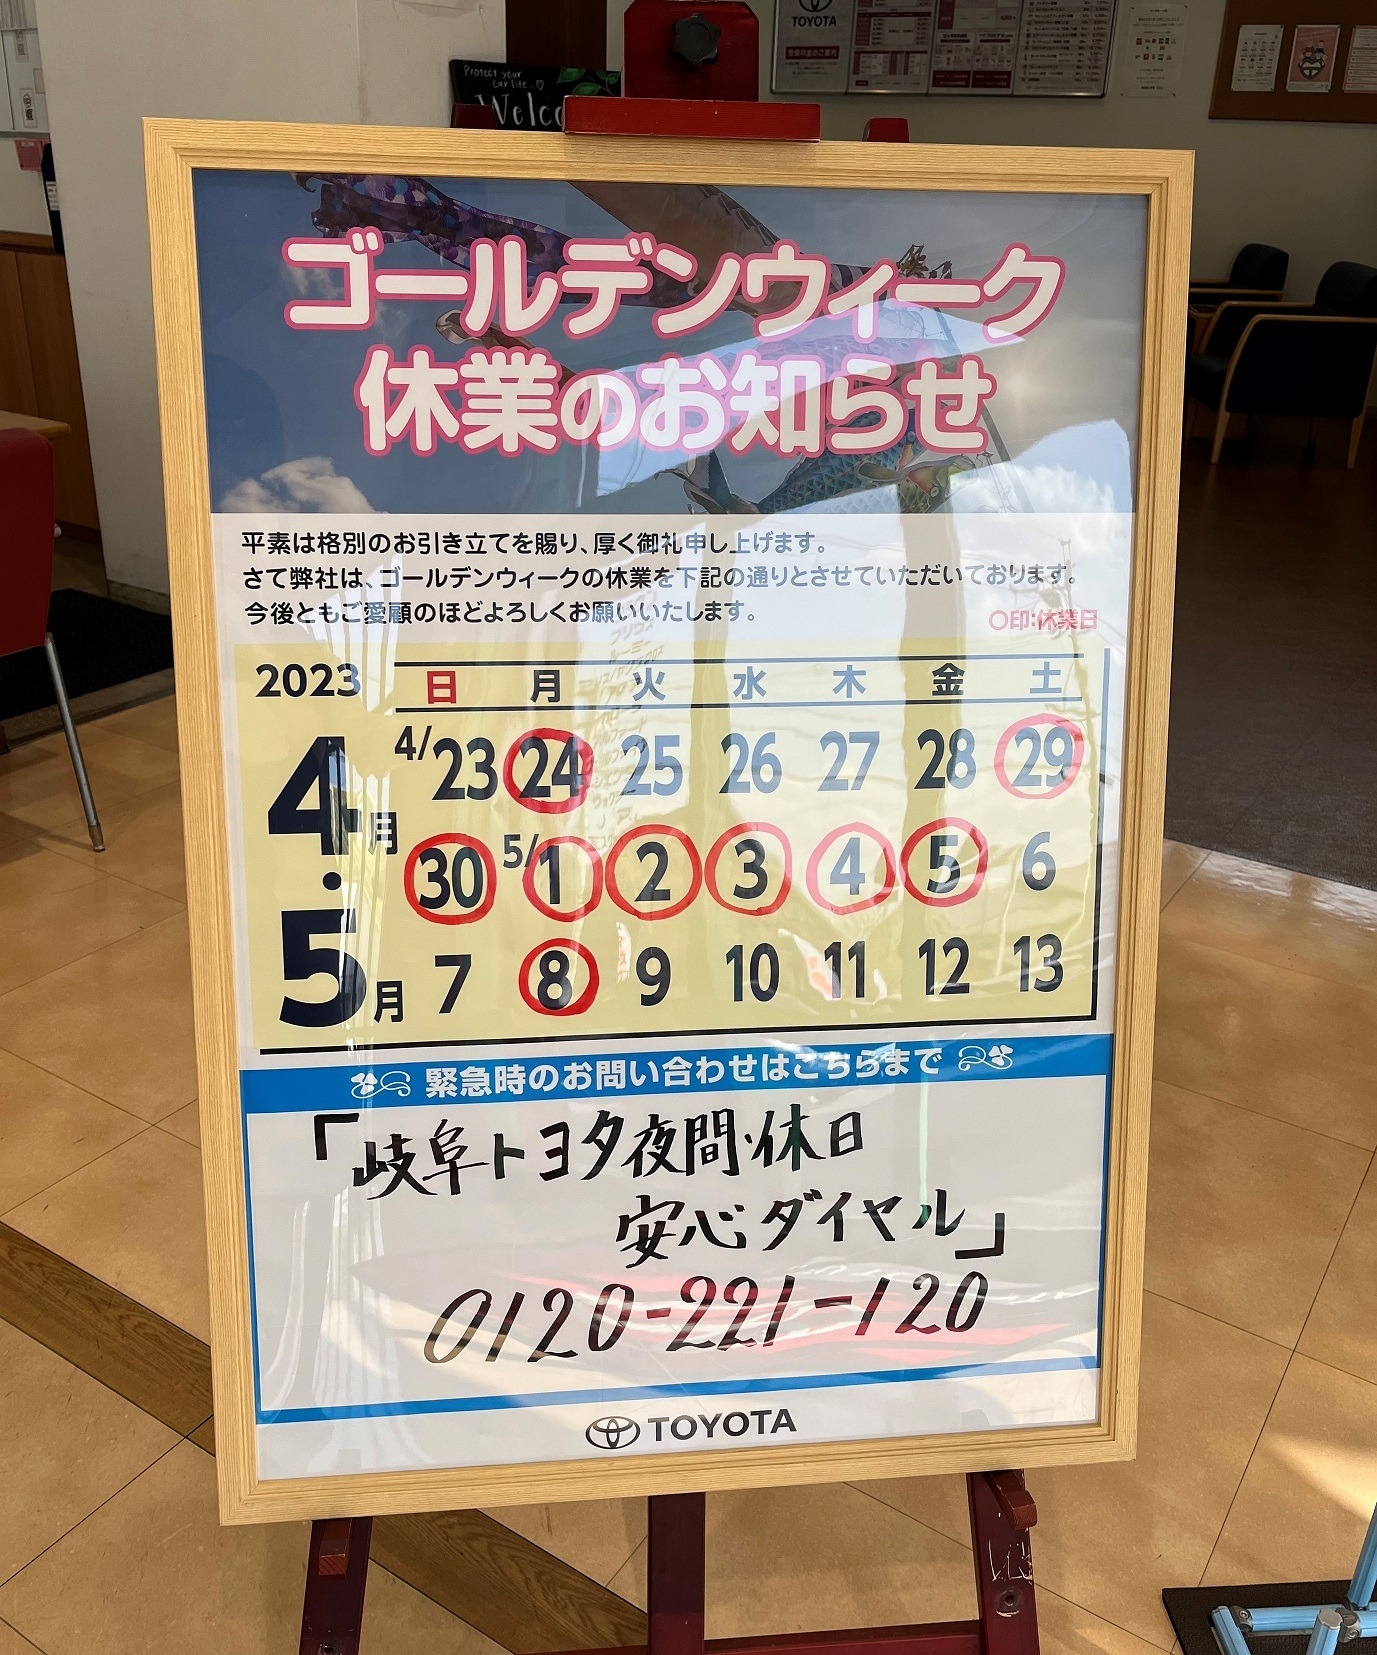 Protect your
car life...♡
Welco
TOYOTA
ゴールデンウィーク
休業のお知らせ
平素は格別のお引き立てを賜り、厚く御礼申し上げます。
さて弊社は、ゴールデンウィークの休業を下記の通りとさせていただいております。
今後ともご愛顧のほどよろしくお願いいたします。
〇印:休業日
2023 日 月 火 水 木 金 土
4月・5月
4/23 24 25 26 27 28 29
30 5/1 2 3 4 5 6
7 8 9 10 11 12 13
緊急時のお問い合わせはこちらまで
「岐阜トヨタ夜間・休日
安心ダイヤル」
0120-221-120
TOYOTA